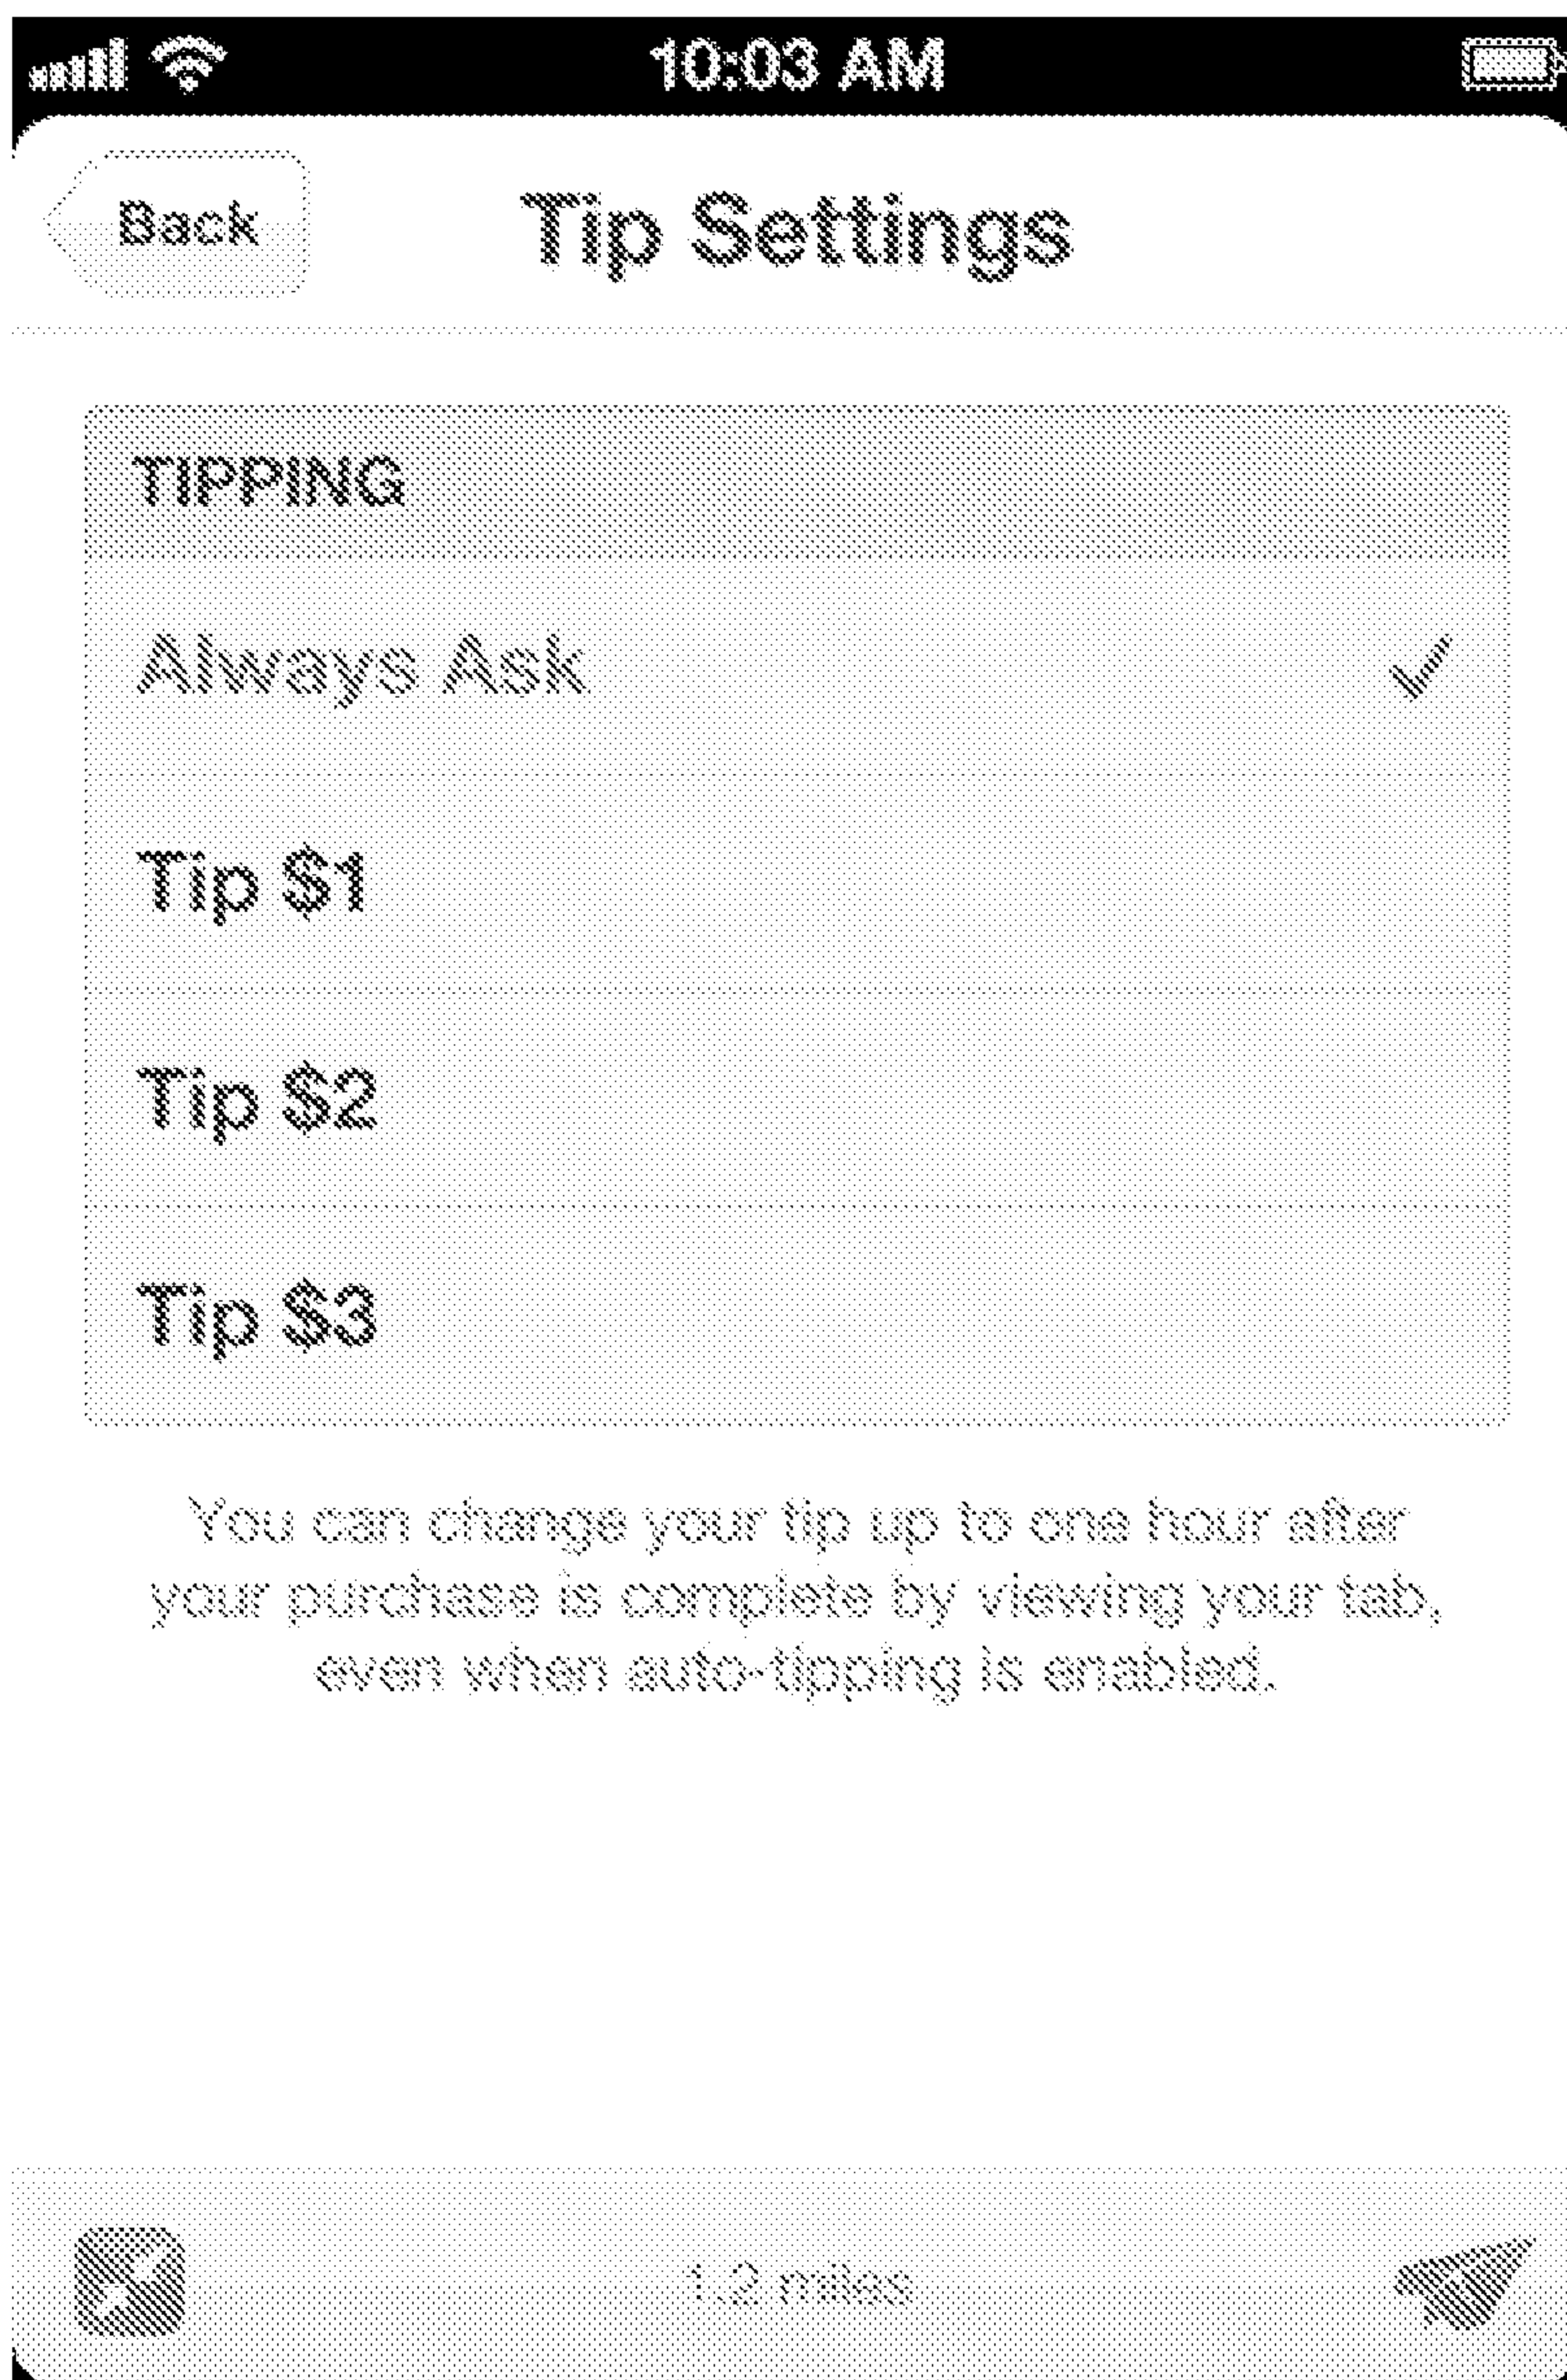 10:03 AM
Back
Tip Settings
TIPPING
Always Ask
Tip $1
Tip $2
Tip $3
You can change your tip up to one hour after
your purchase is complete by viewing your tab,
even when auto-tipping is enabled.
1.2 miles